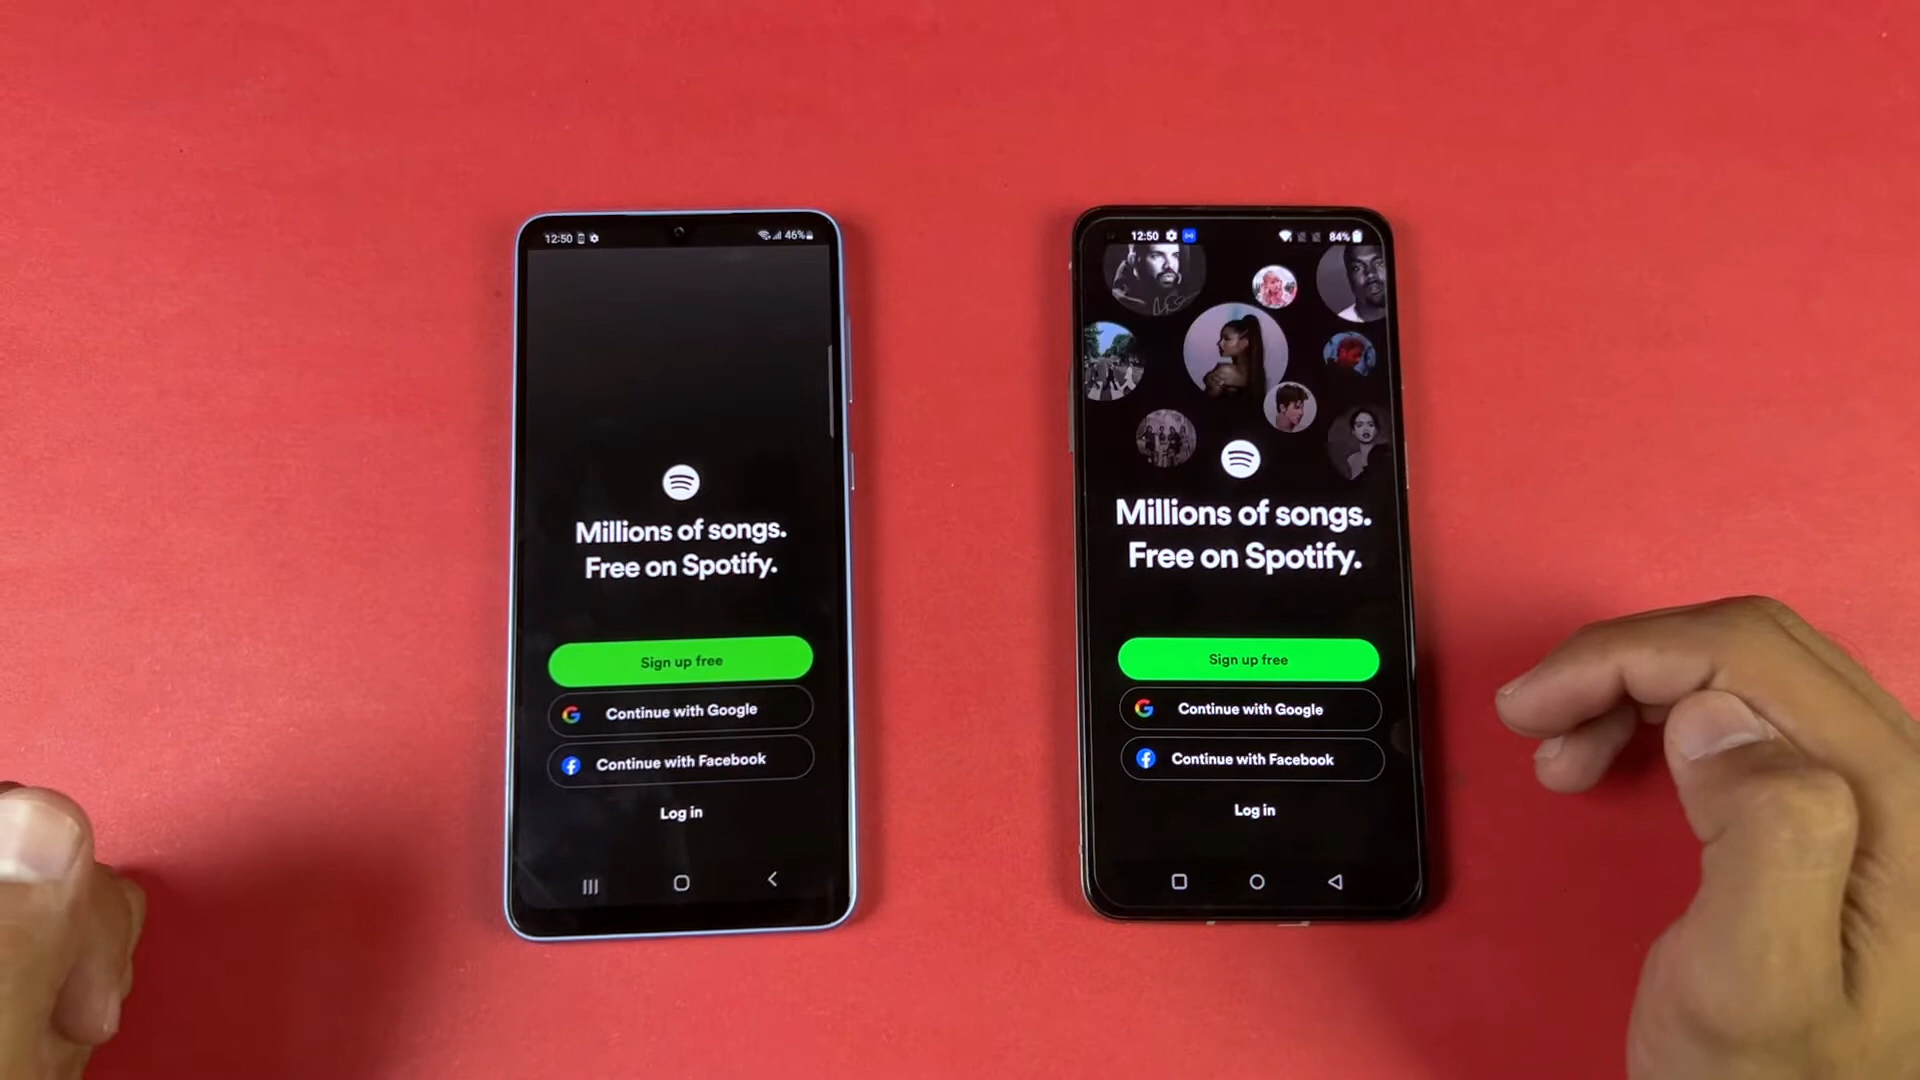 12:50
46%
Millions of songs.
Free on Spotify.
Sign up free
Continue with Google
Continue with Facebook
Log in
12:50
84%
Millions of songs.
Free on Spotify.
Sign up free
Continue with Google
Continue with Facebook
Log in